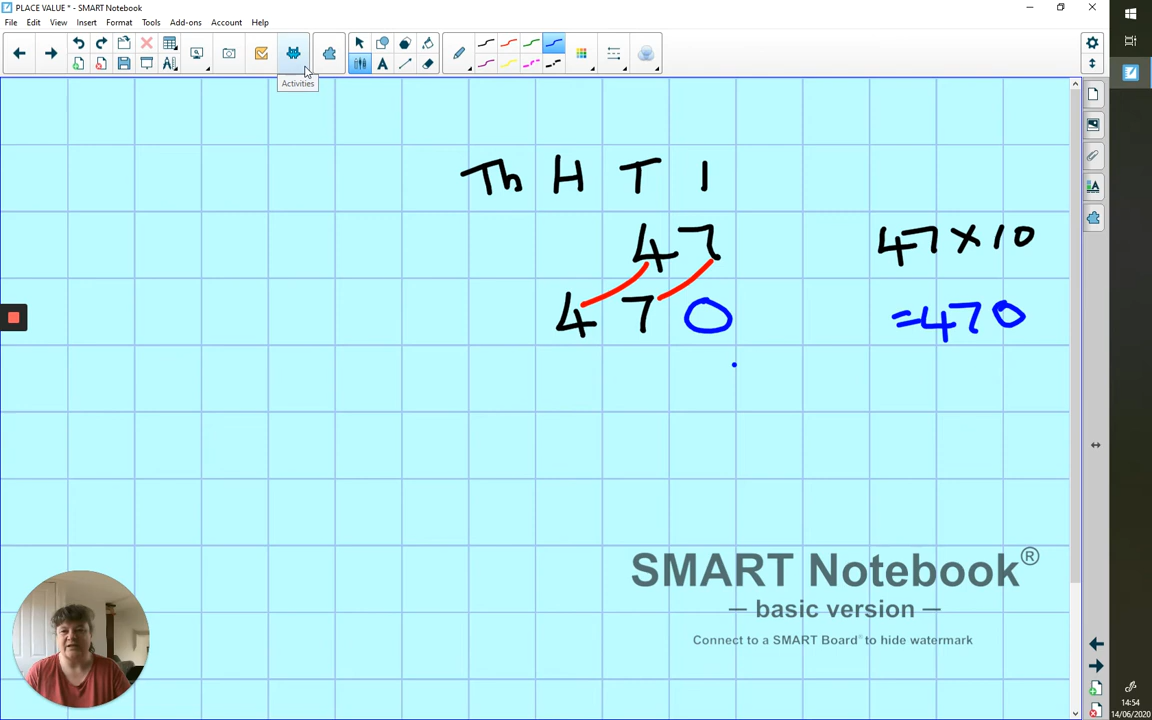 PLACE VALUE * - SMART Notebook
File Edit View Insert Format Tools Add-ons Account Help
Activities
Th H T 1
47
47×10
470
=470
SMART Notebook®
— basic version —
Connect to a SMART Board® to hide watermark
14:54
14/06/2020